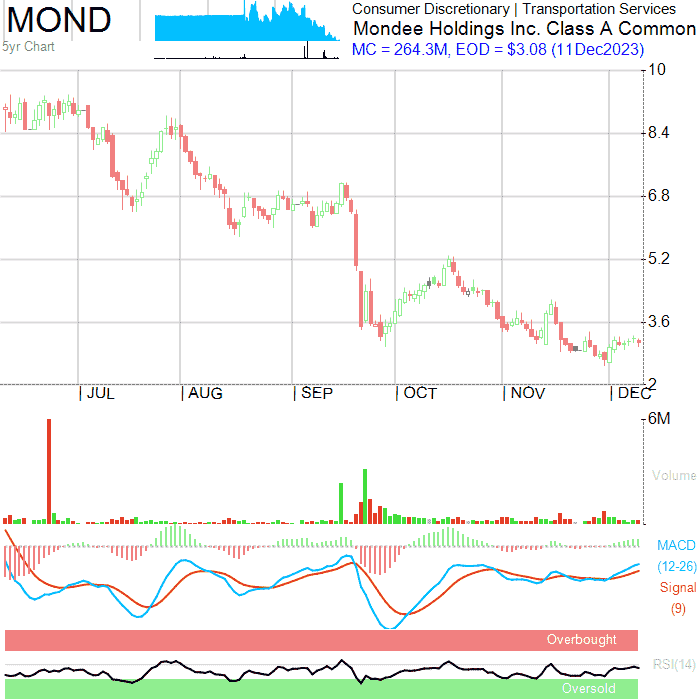 MOND
Consumer Discretionary | Transportation Services
Mondee Holdings Inc. Class A Common
5yr Chart
MC = 264.3M, EOD = $3.08 (11Dec2023)
10
8.4
6.8
5.2
3.6
2
JUL AUG SEP OCT NOV DEC
6M
Volume
MACD
(12-26)
Signal
(9)
Overbought
RSI(14)
Oversold